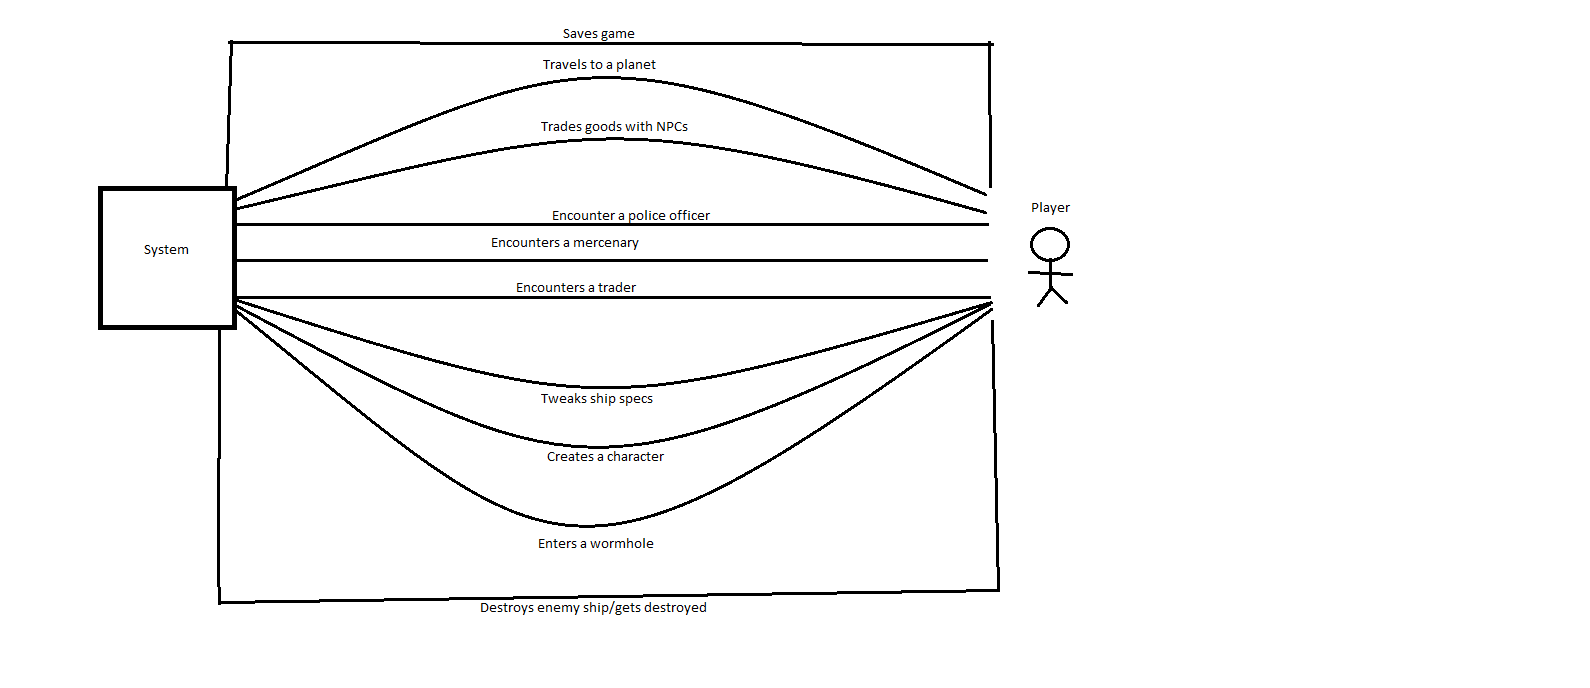 Saves game
Travels to a planet
Trades goods with NPCs
Player
Encounter a police officer
Encounters a mercenary
System
Encounters a trader
Tweaks ship specs
Creates a character
Enters a wormhole
Destroys enemy ship/gets destroyed